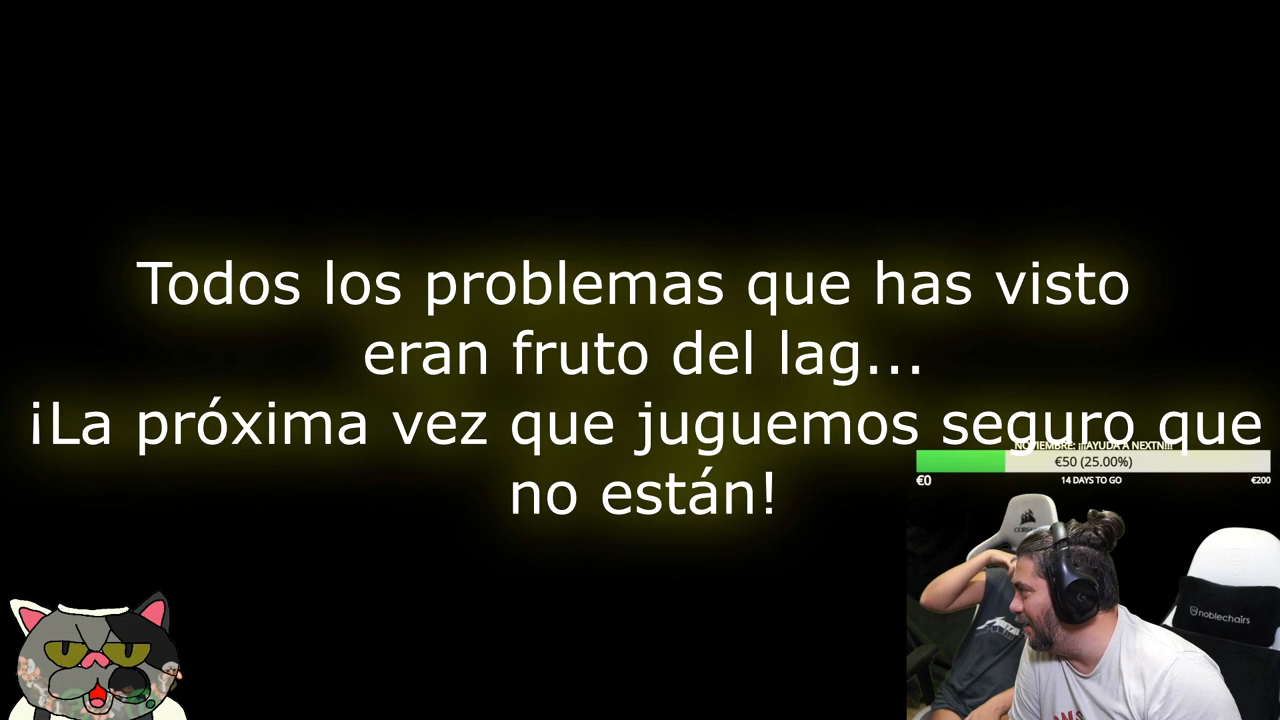 Todos los problemas que has visto
eran fruto del lag...
¡La próxima vez que juguemos seguro que
no están!
NOVIEMBRE: ¡¡¡AYUDA A NEXTN!!!
€50 (25.00%)
€0
14 DAYS TO GO
€200
noblechairs